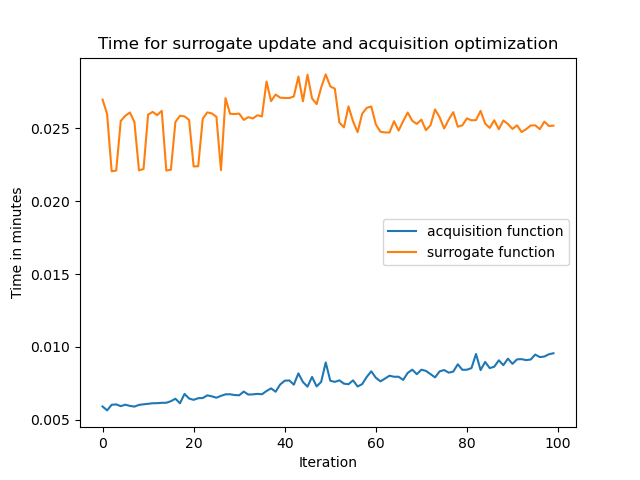 Time for surrogate update and acquisition optimization
0.025
0.020
0.015
0.010
0.005
Time in minutes
acquisition function
surrogate function
0 20 40 60 80 100
Iteration